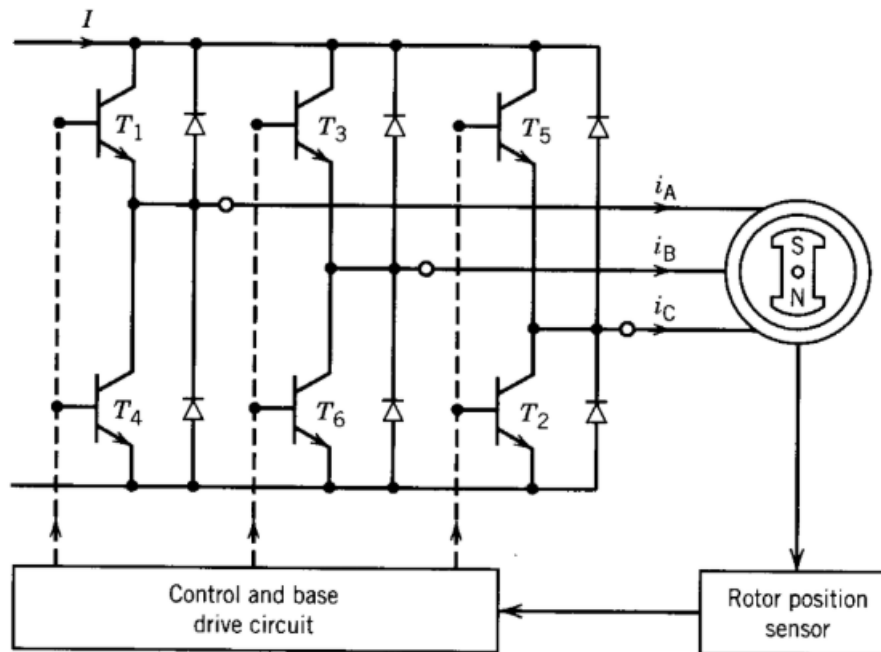 I
T1
T3
T5
iA
iB
iC
S
N
T4
T6
T2
Control and base
drive circuit
Rotor position
sensor